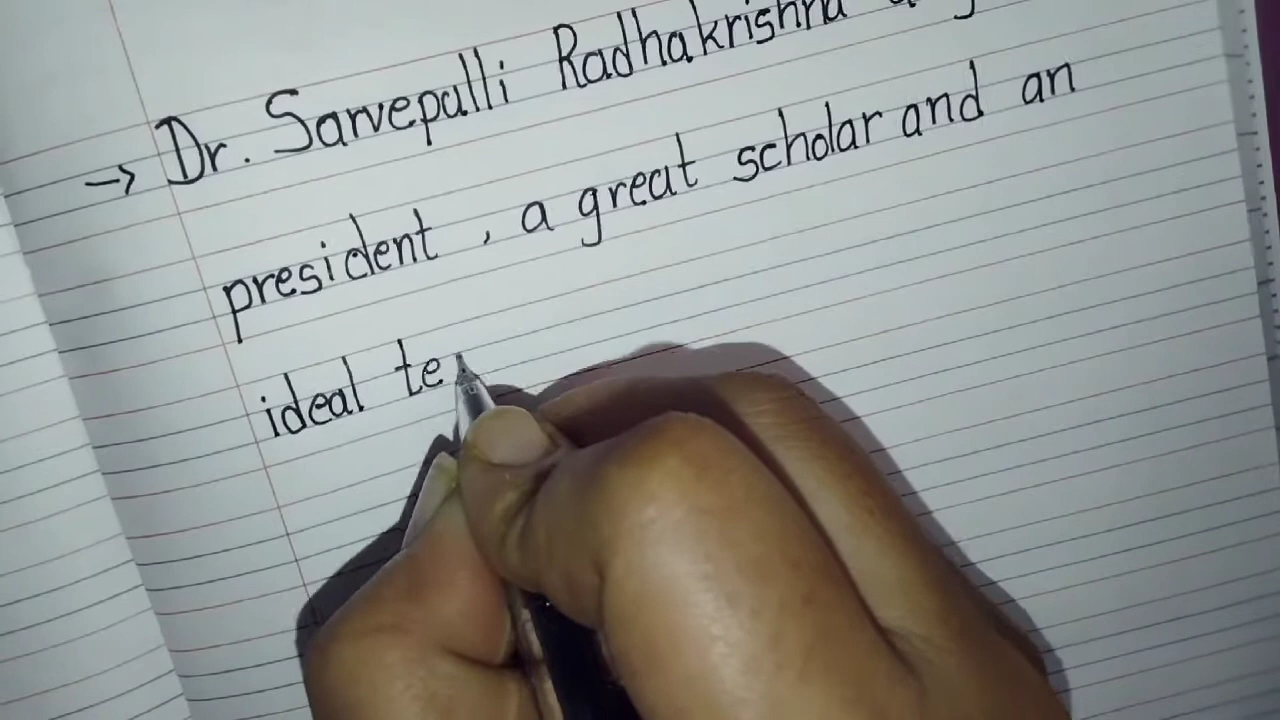 → Dr. Sarvepalli Radhakrishna a
president, a great scholar and an
ideal te